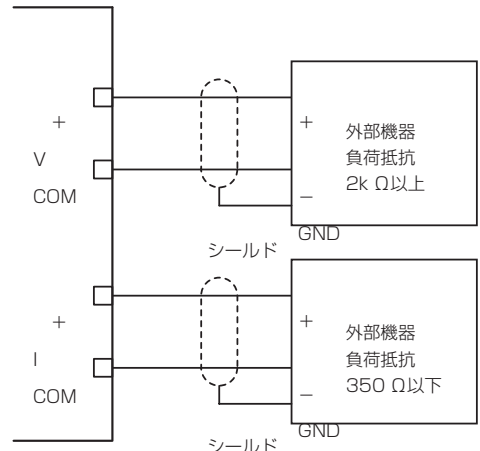 +
V
COM
+
外部機器
負荷抵抗
2k Ω以上
−
GND
シールド
+
I
COM
+
外部機器
負荷抵抗
350 Ω以下
−
GND
シールド